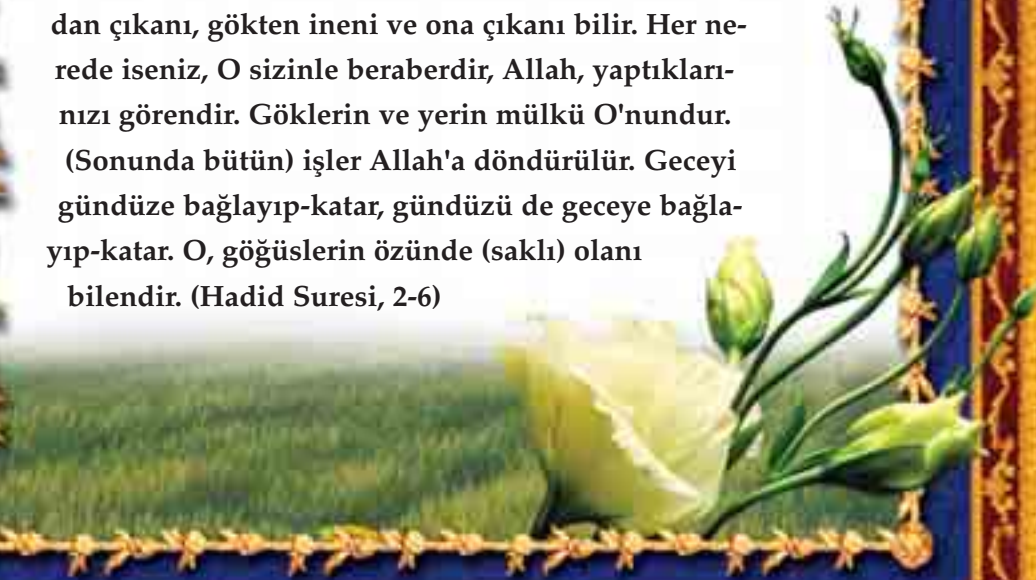 dan çıkanı, gökten ineni ve ona çıkanı bilir. Her ne-
rede iseniz, O sizinle beraberdir, Allah, yaptıkları-
nızı görendir. Göklerin ve yerin mülkü O'nundur.
(Sonunda bütün) işler Allah'a döndürülür. Geceyi
gündüze bağlayıp-katar, gündüzü de geceye bağla-
yıp-katar. O, göğüslerin özünde (saklı) olanı
bilendir. (Hadid Suresi, 2-6)